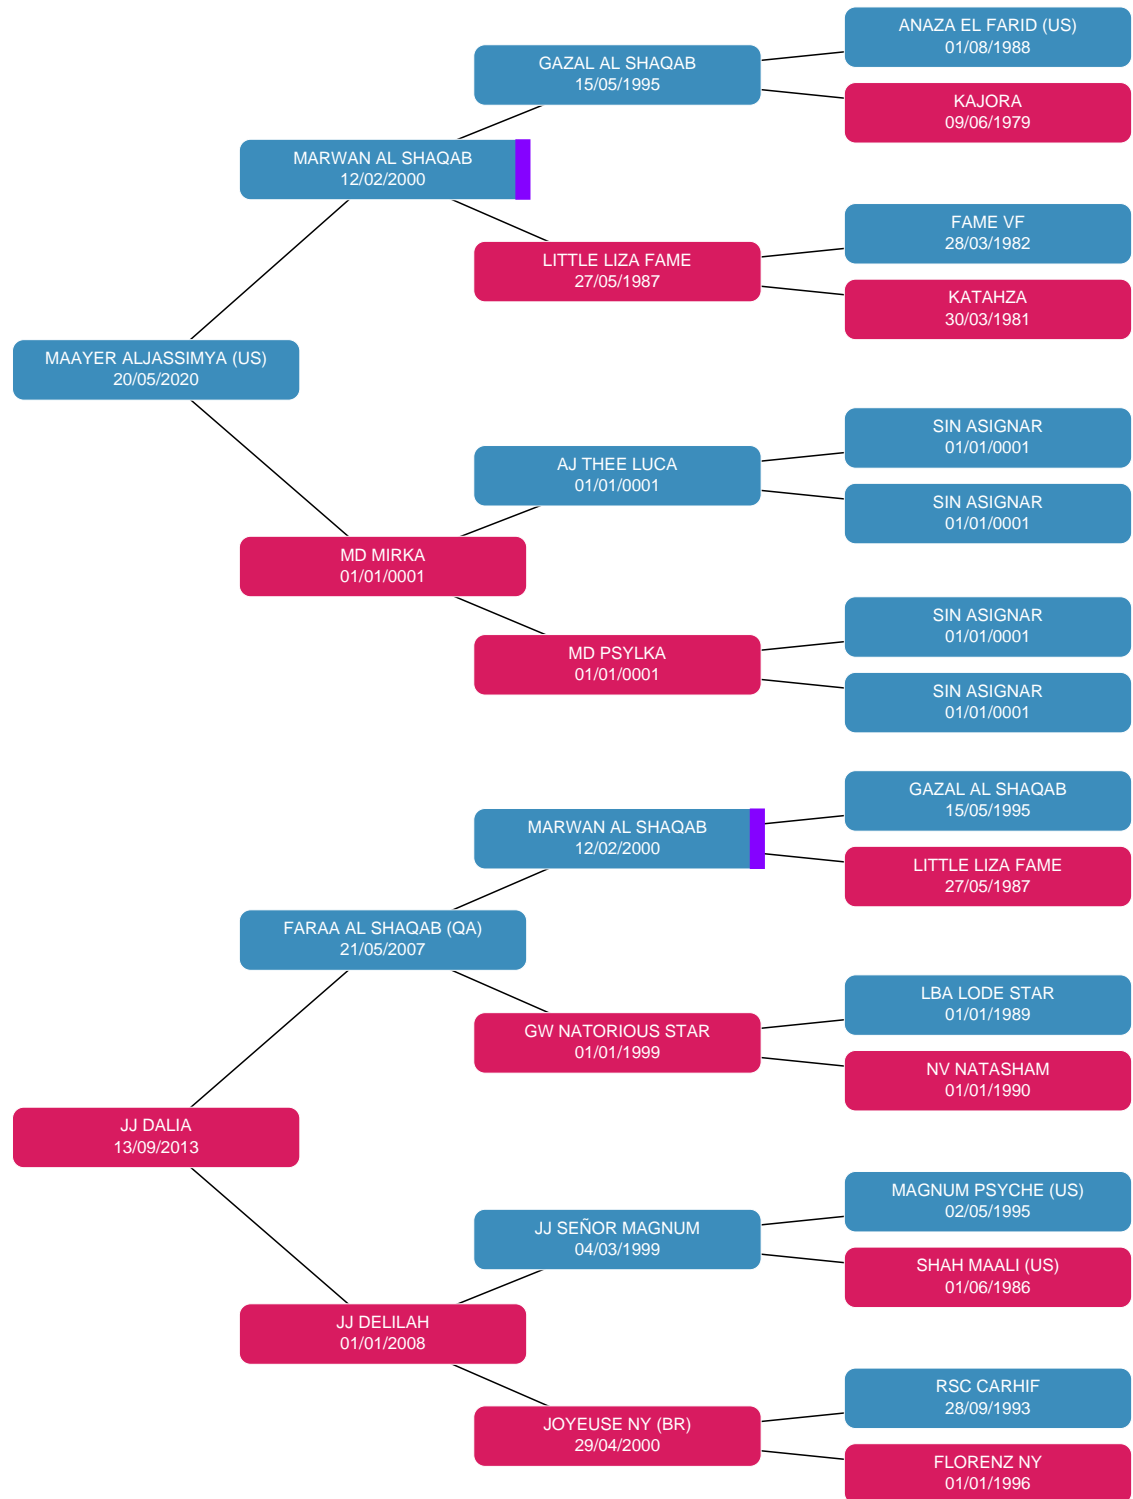 ANAZA EL FARID (US)
01/08/1988
GAZAL AL SHAQAB
15/05/1995
KAJORA
09/06/1979
MARWAN AL SHAQAB
12/02/2000
FAME VF
28/03/1982
LITTLE LIZA FAME
27/05/1987
KATAHZA
30/03/1981
MAAYER ALJASSIMYA (US)
20/05/2020
SIN ASIGNAR
01/01/0001
AJ THEE LUCA
01/01/0001
SIN ASIGNAR
01/01/0001
MD MIRKA
01/01/0001
SIN ASIGNAR
01/01/0001
MD PSYLKA
01/01/0001
SIN ASIGNAR
01/01/0001
GAZAL AL SHAQAB
15/05/1995
MARWAN AL SHAQAB
12/02/2000
LITTLE LIZA FAME
27/05/1987
FARAA AL SHAQAB (QA)
21/05/2007
LBA LODE STAR
01/01/1989
GW NATORIOUS STAR
01/01/1999
NV NATASHAM
01/01/1990
JJ DALIA
13/09/2013
MAGNUM PSYCHE (US)
02/05/1995
JJ SEÑOR MAGNUM
04/03/1999
SHAH MAALI (US)
01/06/1986
JJ DELILAH
01/01/2008
RSC CARHIF
28/09/1993
JOYEUSE NY (BR)
29/04/2000
FLORENZ NY
01/01/1996